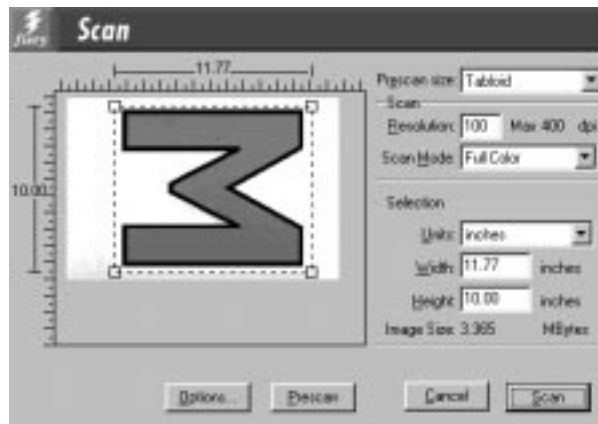 fiery Scan
11.77
10.00
Prescan size: Tabloid
Scan
Resolution: 100 Max 400 dpi
Scan Mode: Full Color
Selection
Units: inches
Width: 11.77 inches
Height: 10.00 inches
Image Size: 3.365 MBytes
Options... Prescan Cancel Scan